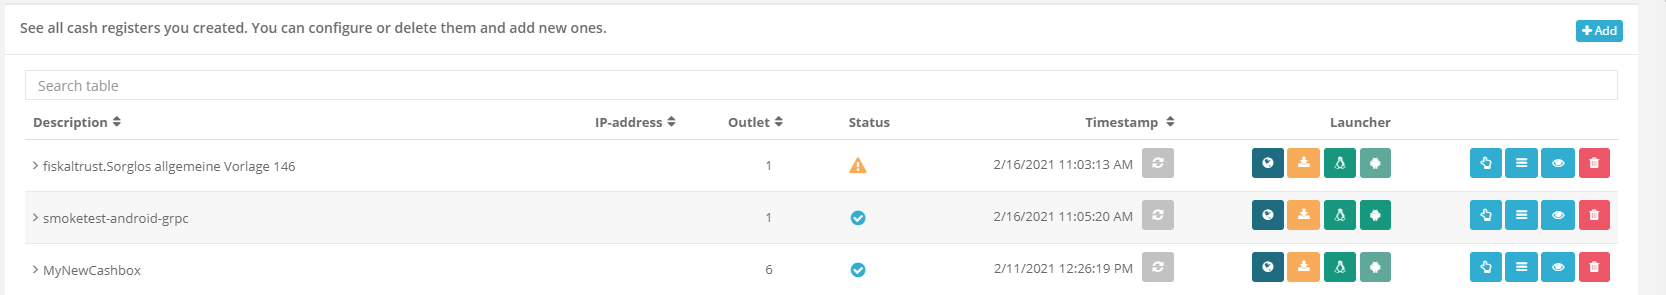 See all cash registers you created. You can configure or delete them and add new ones.
Add
Search table
Description IP-address Outlet Status Timestamp Launcher
fiskaltrust.Sorglos allgemeine Vorlage 146 1 2/16/2021 11:03:13 AM
smoketest-android-grpc 1 2/16/2021 11:05:20 AM
MyNewCashbox 6 2/11/2021 12:26:19 PM